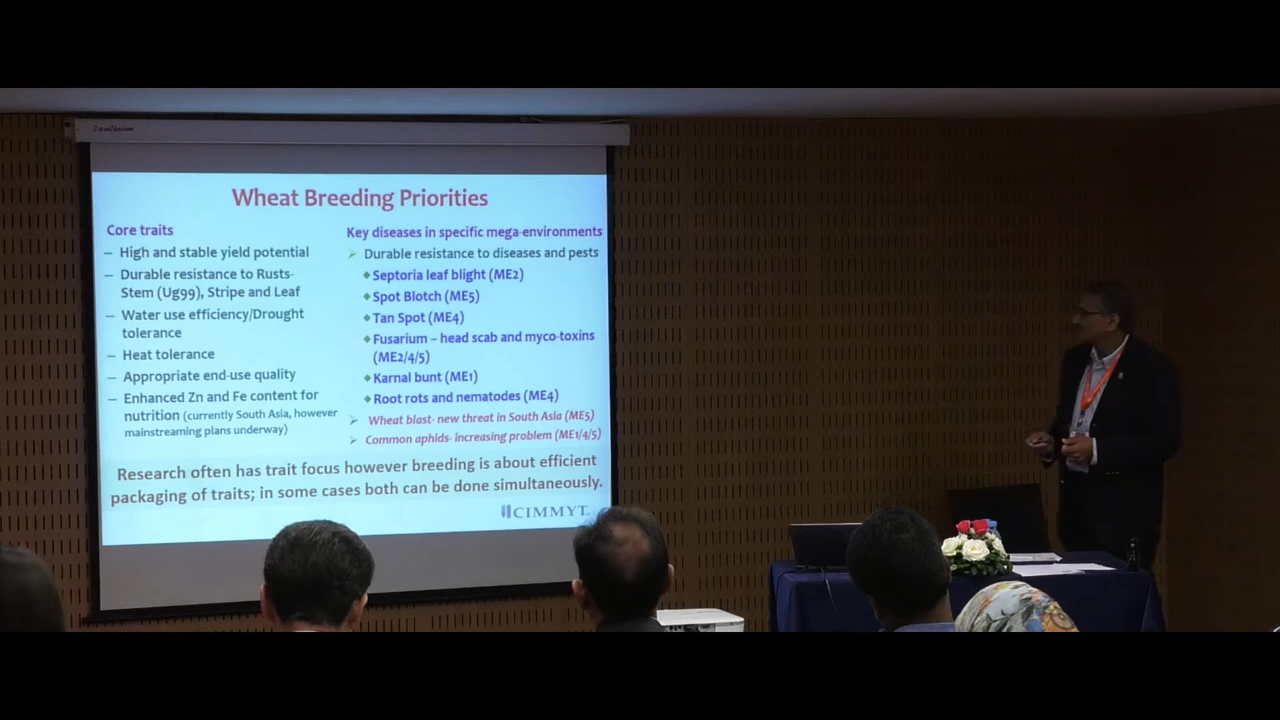 Wheat Breeding Priorities
Core traits
– High and stable yield potential
– Durable resistance to Rusts-
Stem (Ug99), Stripe and Leaf
– Water use efficiency/Drought
tolerance
– Heat tolerance
– Appropriate end-use quality
– Enhanced Zn and Fe content for
nutrition (currently South Asia, however
mainstreaming plans underway)
Key diseases in specific mega-environments
Durable resistance to diseases and pests
Septoria leaf blight (ME2)
Spot Blotch (ME5)
Tan Spot (ME4)
Fusarium – head scab and myco-toxins
(ME2/4/5)
Karnal bunt (ME1)
Root rots and nematodes (ME4)
Wheat blast- new threat in South Asia (ME5)
Common aphids- increasing problem (ME1/4/5)
Research often has trait focus however breeding is about efficient
packaging of traits; in some cases both can be done simultaneously.
CIMMYT